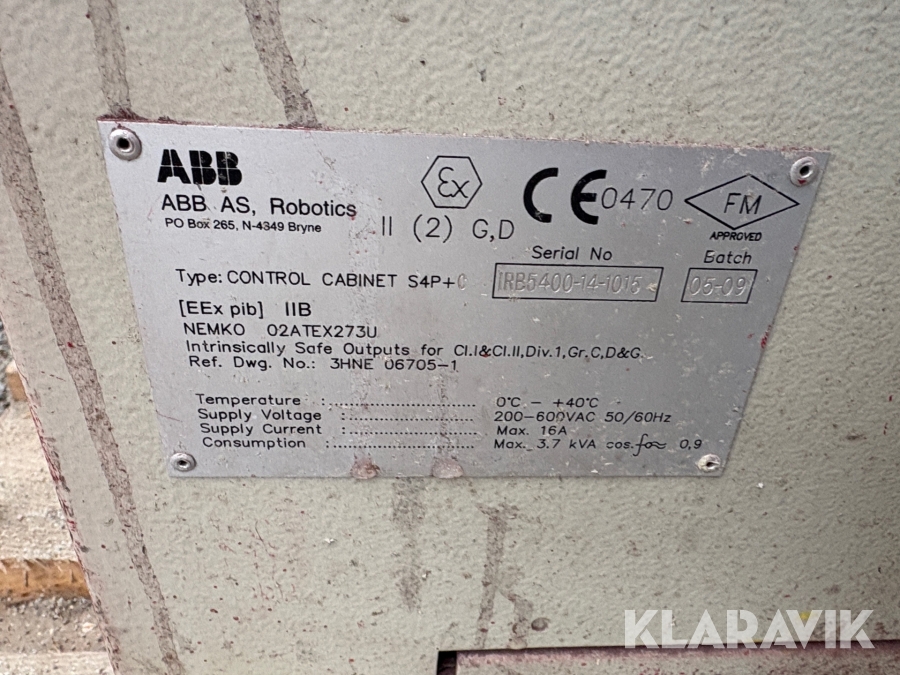 ABB
ABB AS, Robotics
PO Box 265, N-4349 Bryne
Ex
II (2) G,D
CE 0470
FM
APPROVED
Serial No
Batch
Type: CONTROL CABINET S4P+C
IRB5400-14-1015
05-09
[EEx pib] IIB
NEMKO 02ATEX273U
Intrinsically Safe Outputs for Cl.I&Cl.II,Div.1,Gr.C,D&G
Ref. Dwg. No.: 3HNE 06705-1
Temperature : 0°C - +40°C
Supply Voltage : 200-600VAC 50/60Hz
Supply Current : Max. 16A
Consumption : Max. 3.7 kVA cos.fo≈ 0,9
KLARAVIK